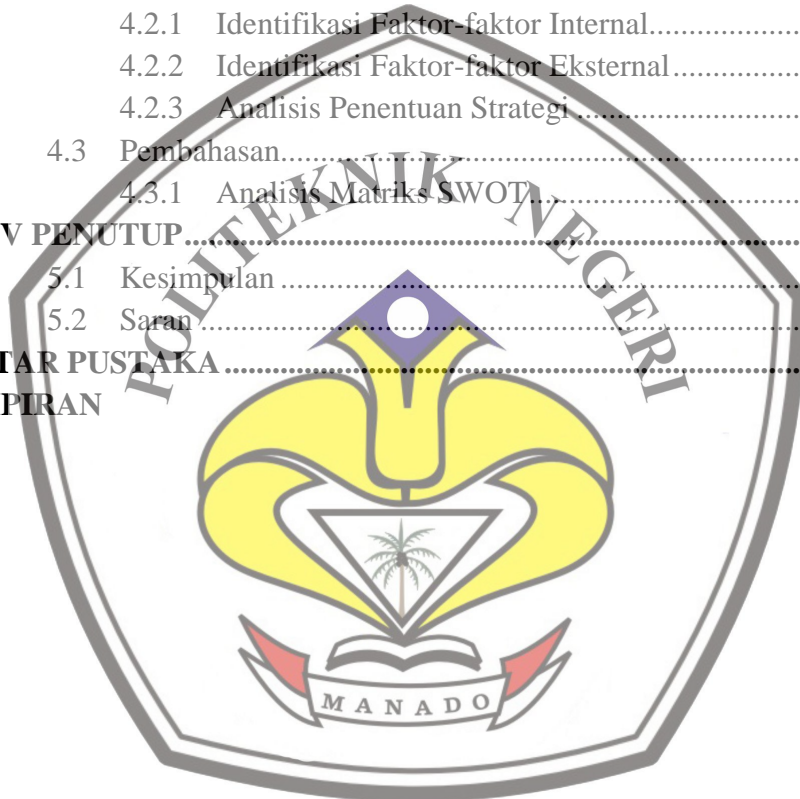 4.2.1 Identifikasi Faktor-faktor Internal....................
4.2.2 Identifikasi Faktor-faktor Eksternal.................
4.2.3 Analisis Penentuan Strategi.............................
4.3 Pembahasan....................................................................
4.3.1 Analisis Matriks SWOT...................................
V PENUTUP................................................................................
5.1 Kesimpulan....................................................................
5.2 Saran..............................................................................
TAR PUSTAKA...........................................................................
PIRAN
POLITEKNIK NEGERI
MANADO